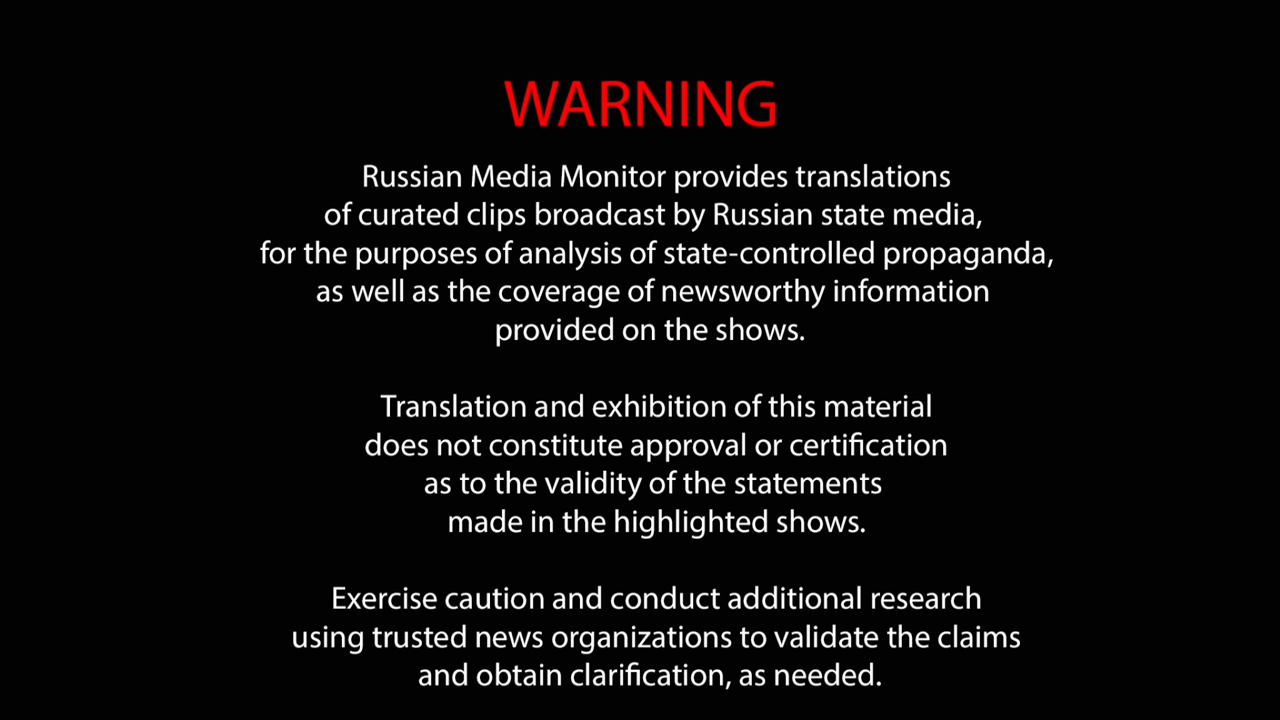 WARNING
Russian Media Monitor provides translations
of curated clips broadcast by Russian state media,
for the purposes of analysis of state-controlled propaganda,
as well as the coverage of newsworthy information
provided on the shows.
Translation and exhibition of this material
does not constitute approval or certification
as to the validity of the statements
made in the highlighted shows.
Exercise caution and conduct additional research
using trusted news organizations to validate the claims
and obtain clarification, as needed.